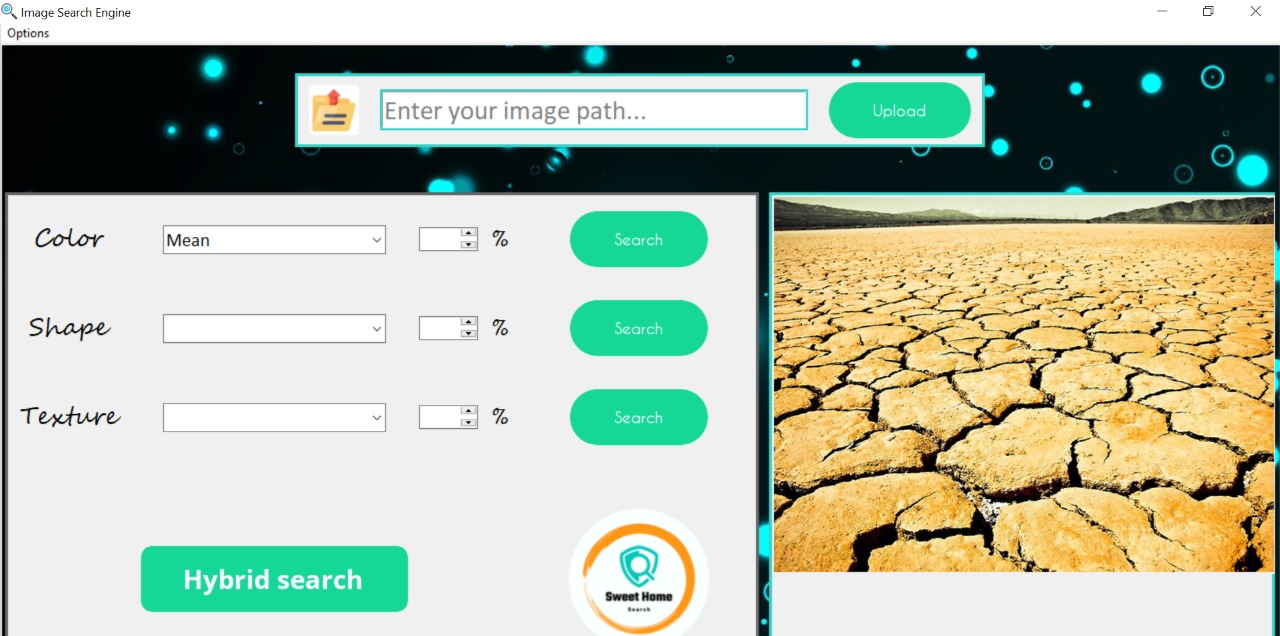 Image Search Engine
Options
Enter your image path...
Upload
Color
Mean
%
Search
Shape
%
Search
Texture
%
Search
Hybrid search
Sweet Home
Search